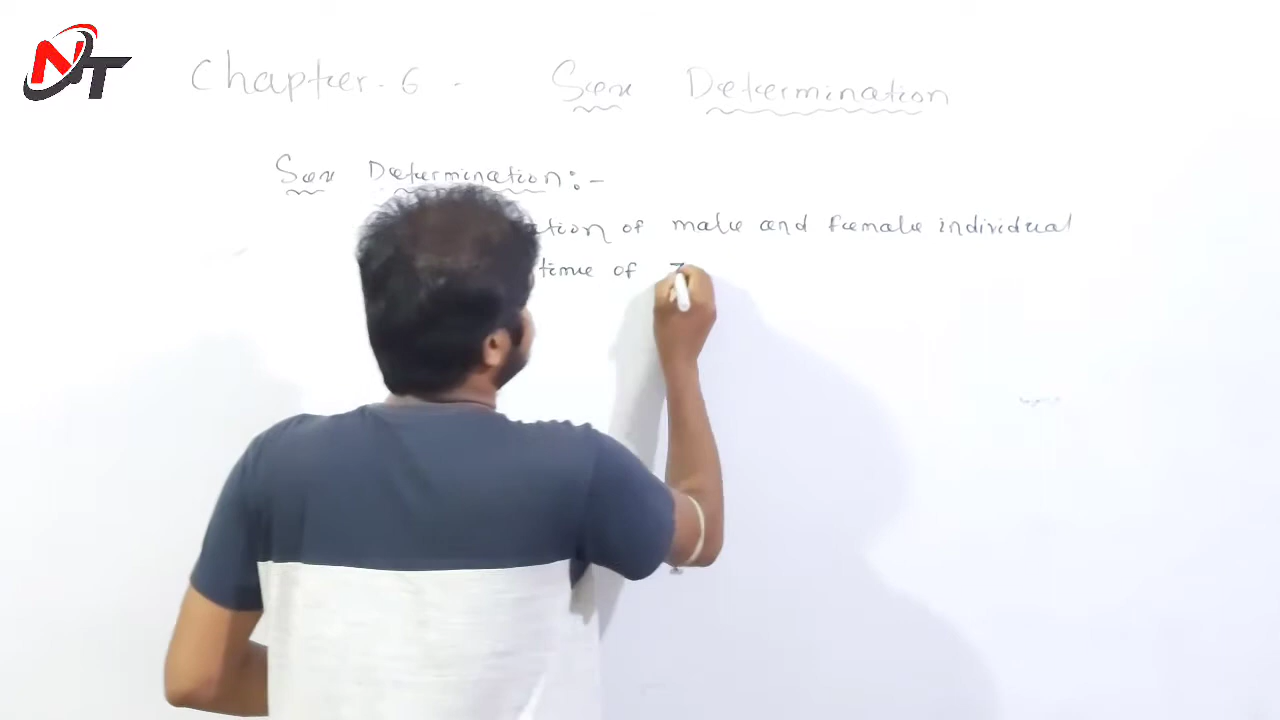 NT
Chapter.6. Sex Determination
Sex Determination:-
ation of male and female individual
time of